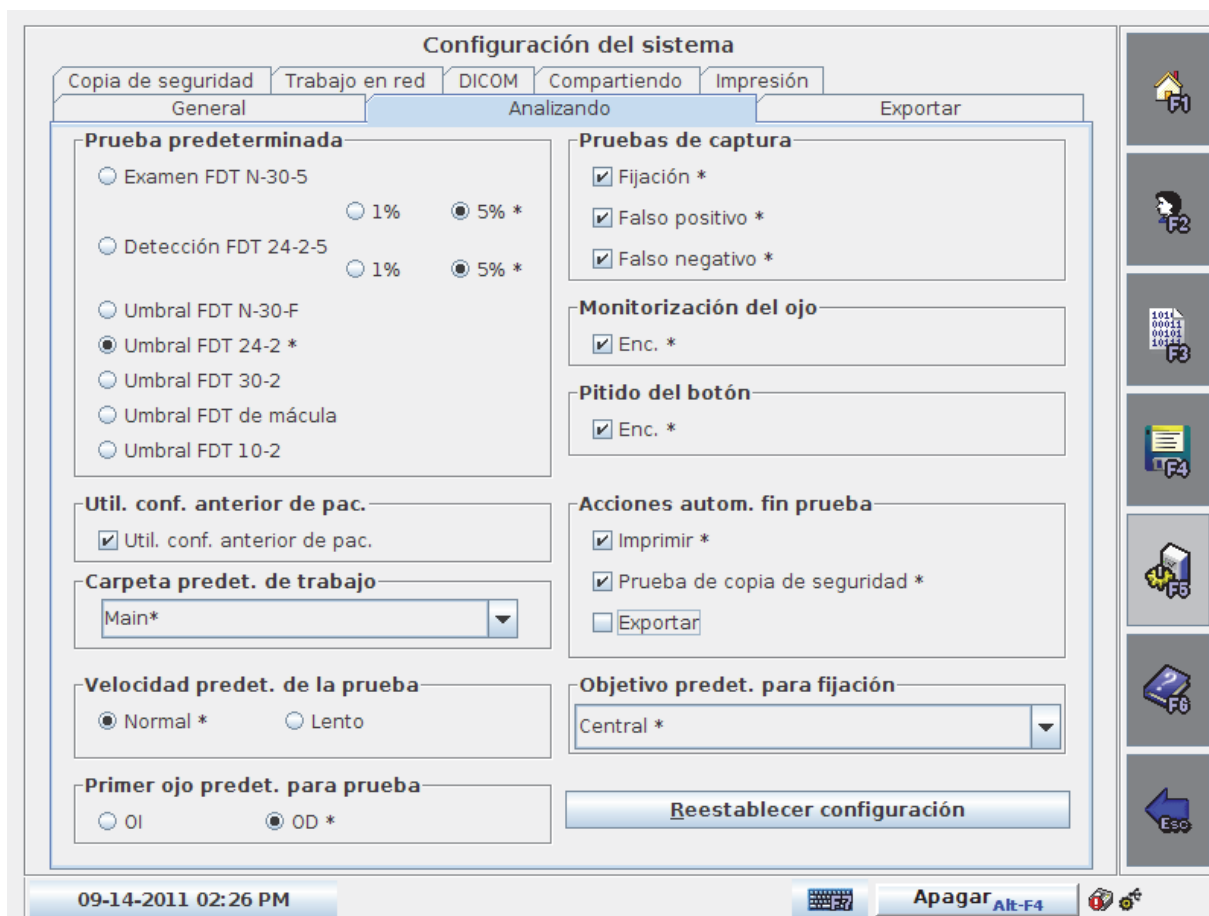 Configuración del sistema
Copia de seguridad
Trabajo en red
DICOM
Compartiendo
Impresión
General
Analizando
Exportar
Prueba predeterminada
Examen FDT N-30-5
1%
5% *
Detección FDT 24-2-5
1%
5% *
Umbral FDT N-30-F
Umbral FDT 24-2 *
Umbral FDT 30-2
Umbral FDT de mácula
Umbral FDT 10-2
Util. conf. anterior de pac.
Util. conf. anterior de pac.
Carpeta predet. de trabajo
Main*
Velocidad predet. de la prueba
Normal *
Lento
Primer ojo predet. para prueba
OI
OD *
Pruebas de captura
Fijación *
Falso positivo *
Falso negativo *
Monitorización del ojo
Enc. *
Pitido del botón
Enc. *
Acciones autom. fin prueba
Imprimir *
Prueba de copia de seguridad *
Exportar
Objetivo predet. para fijación
Central *
Reestablecer configuración
F1
F2
1010
00011
00101
10111
F3
F4
F5
?
F6
Esc
09-14-2011 02:26 PM
F7
Apagar Alt-F4